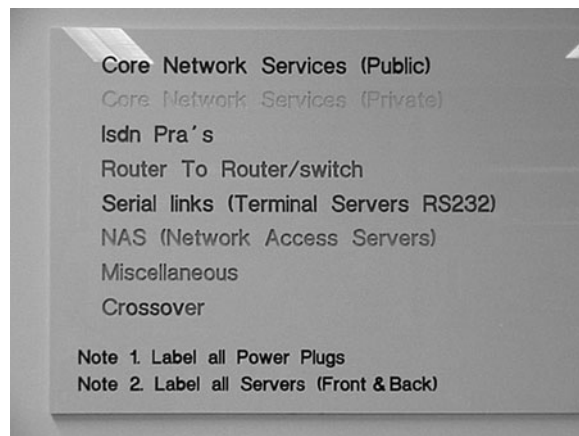 Core Network Services (Public)
Core Network Services (Private)
Isdn Pra's
Router To Router/switch
Serial links (Terminal Servers RS232)
NAS (Network Access Servers)
Miscellaneous
Crossover
Note 1. Label all Power Plugs
Note 2. Label all Servers (Front & Back)